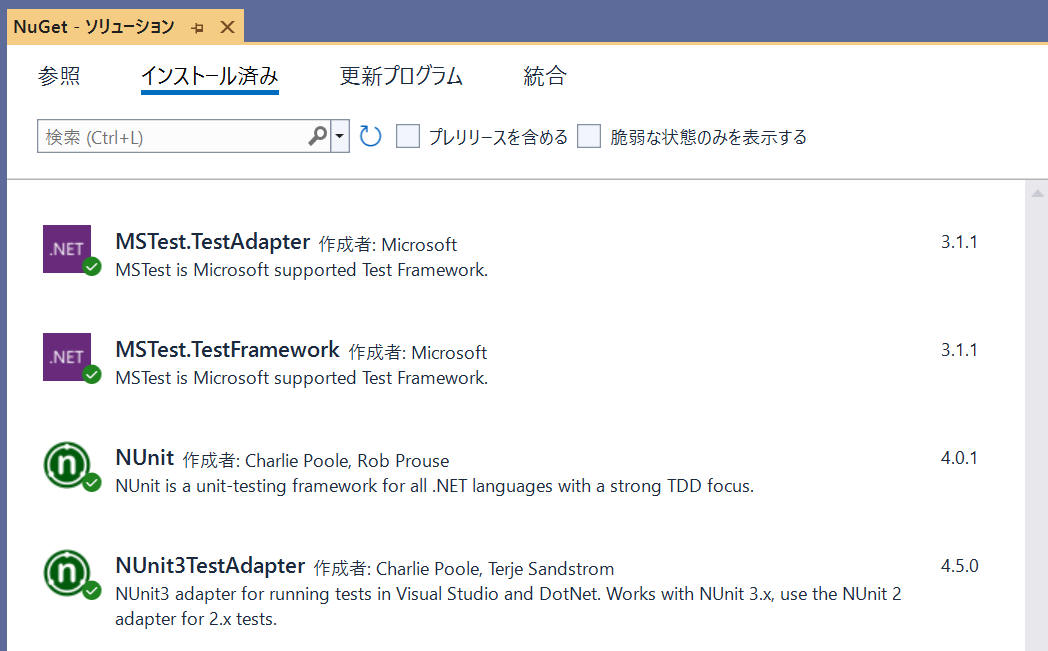 NuGet - ソリューション
参照 インストール済み 更新プログラム 統合
検索 (Ctrl+L) プレリリースを含める 脆弱な状態のみを表示する
.NET MSTest.TestAdapter 作成者: Microsoft 3.1.1
MSTest is Microsoft supported Test Framework.
.NET MSTest.TestFramework 作成者: Microsoft 3.1.1
MSTest is Microsoft supported Test Framework.
n NUnit 作成者: Charlie Poole, Rob Prouse 4.0.1
NUnit is a unit-testing framework for all .NET languages with a strong TDD focus.
n NUnit3TestAdapter 作成者: Charlie Poole, Terje Sandstrom 4.5.0
NUnit3 adapter for running tests in Visual Studio and DotNet. Works with NUnit 3.x, use the NUnit 2
adapter for 2.x tests.